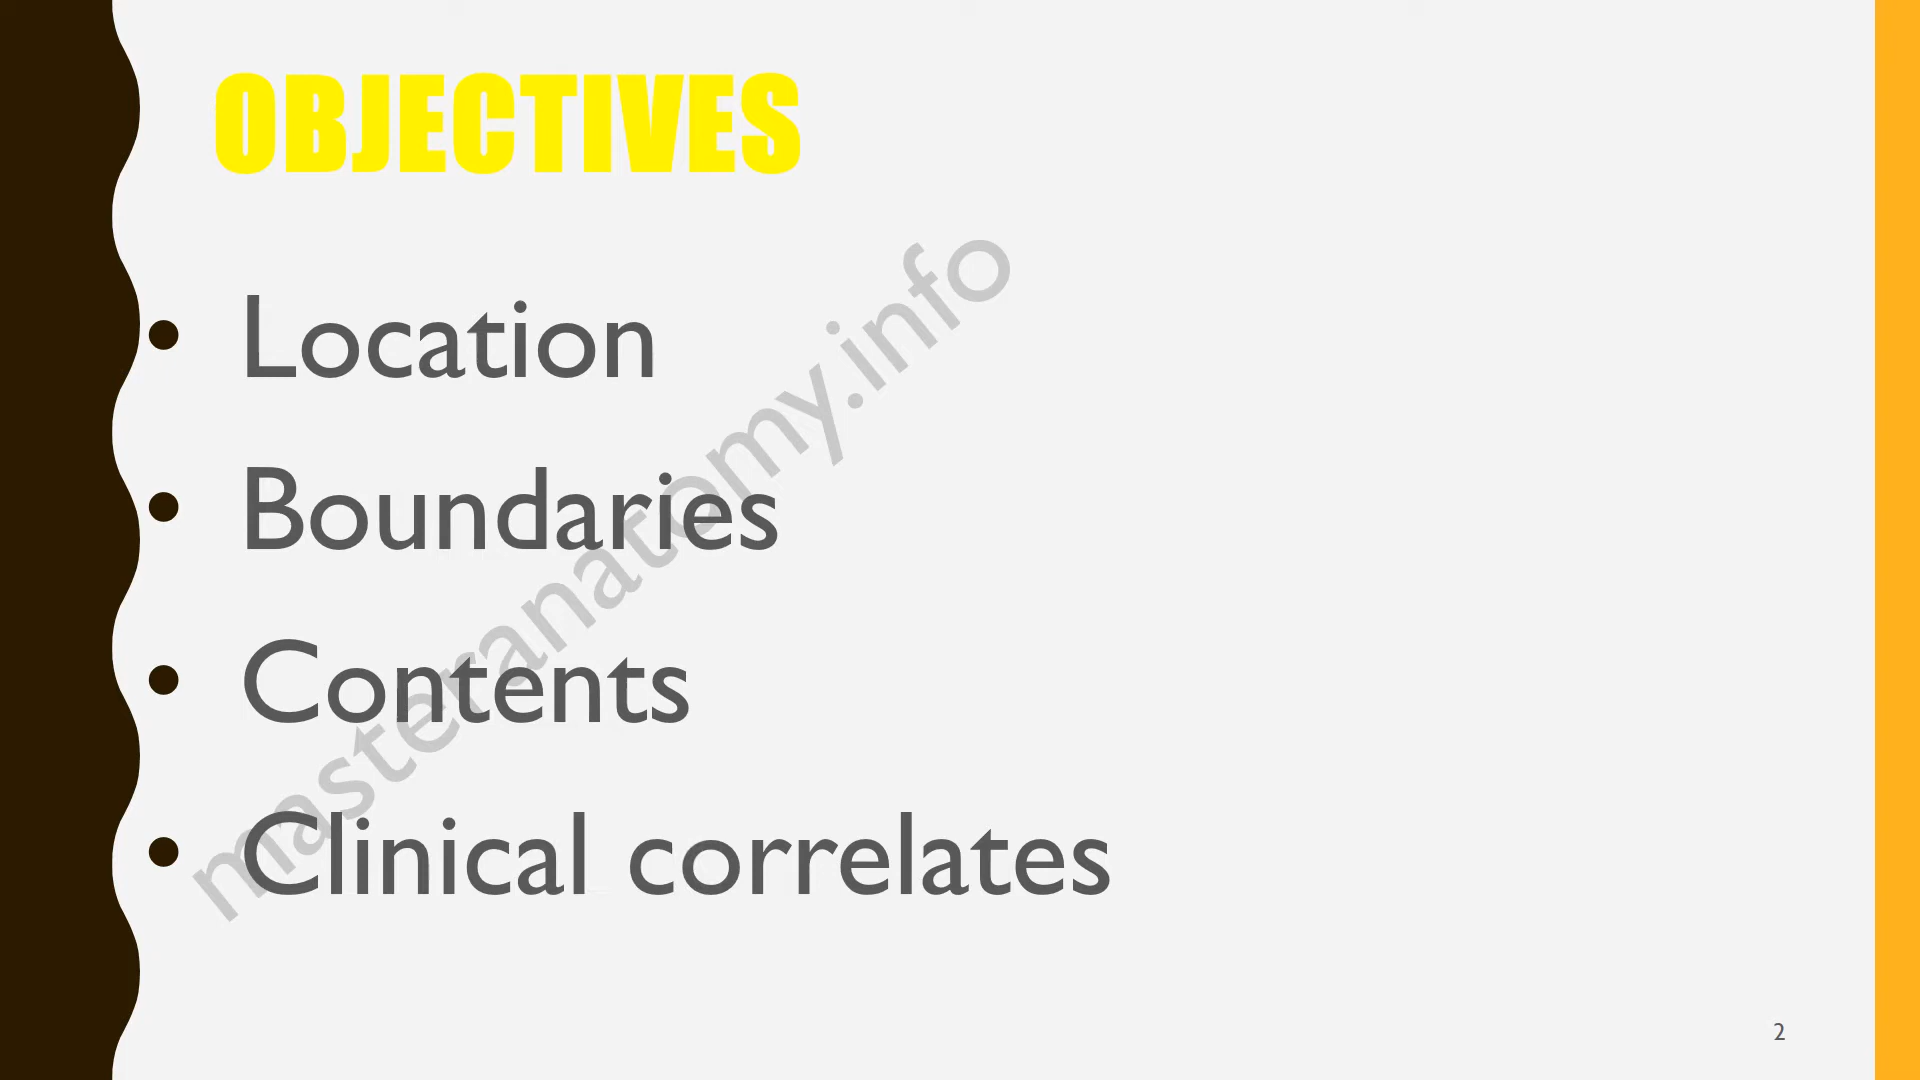 OBJECTIVES
• Location
• Boundaries
• Contents
• Clinical correlates
masteranatomy.info
2